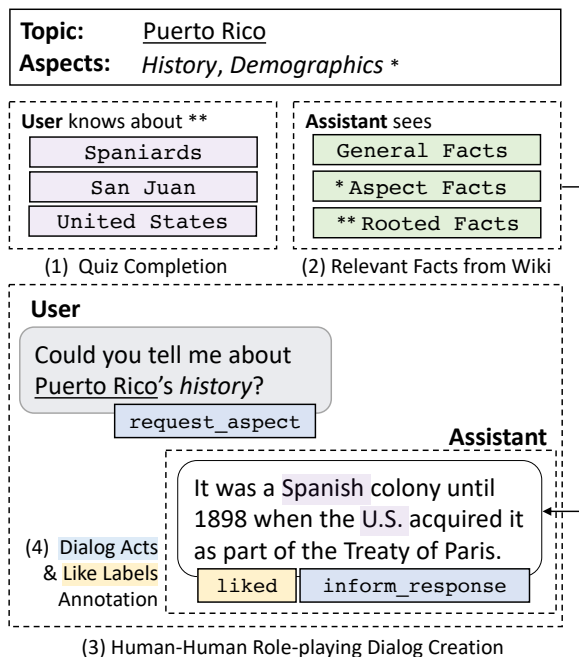 Topic: Puerto Rico
Aspects: History, Demographics *
User knows about **
Spaniards
San Juan
United States
(1) Quiz Completion
Assistant sees
General Facts
* Aspect Facts
** Rooted Facts
(2) Relevant Facts from Wiki
User
Could you tell me about
Puerto Rico's history?
request_aspect
Assistant
It was a Spanish colony until
1898 when the U.S. acquired it
as part of the Treaty of Paris.
liked inform_response
(4) Dialog Acts
& Like Labels
Annotation
(3) Human-Human Role-playing Dialog Creation